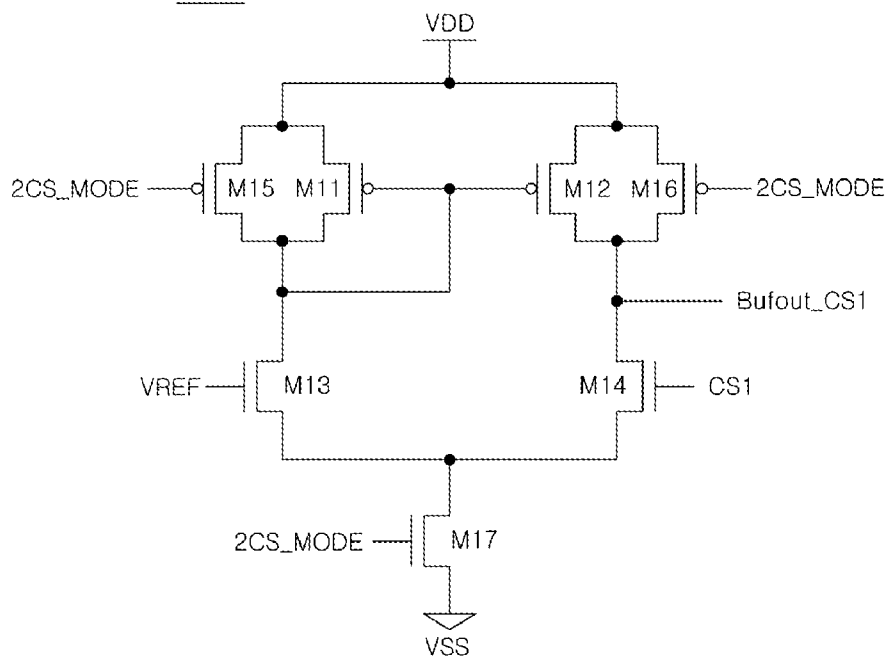 VDD
2CS_MODE M15 M11 M12 M16 2CS_MODE
Bufout_CS1
VREF M13 M14 CS1
2CS_MODE M17
VSS